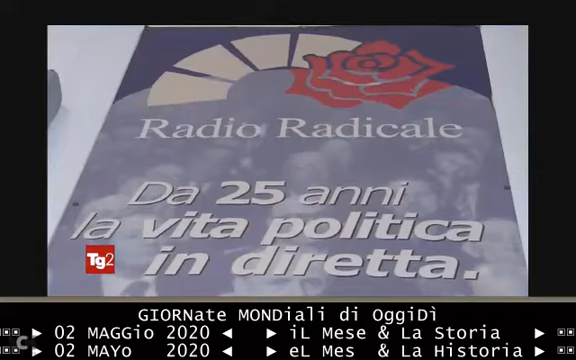 Radio Radicale
Da 25 anni
la vita politica
in diretta.
Tg2
GIORNate MONDiali di OggiDì
▶ 02 MAGGio 2020 ◀ ▶ iL Mese & La Storia ▶
▶ 02 MAYo 2020 ◀ ▶ eL Mes & La Historia ▶
C